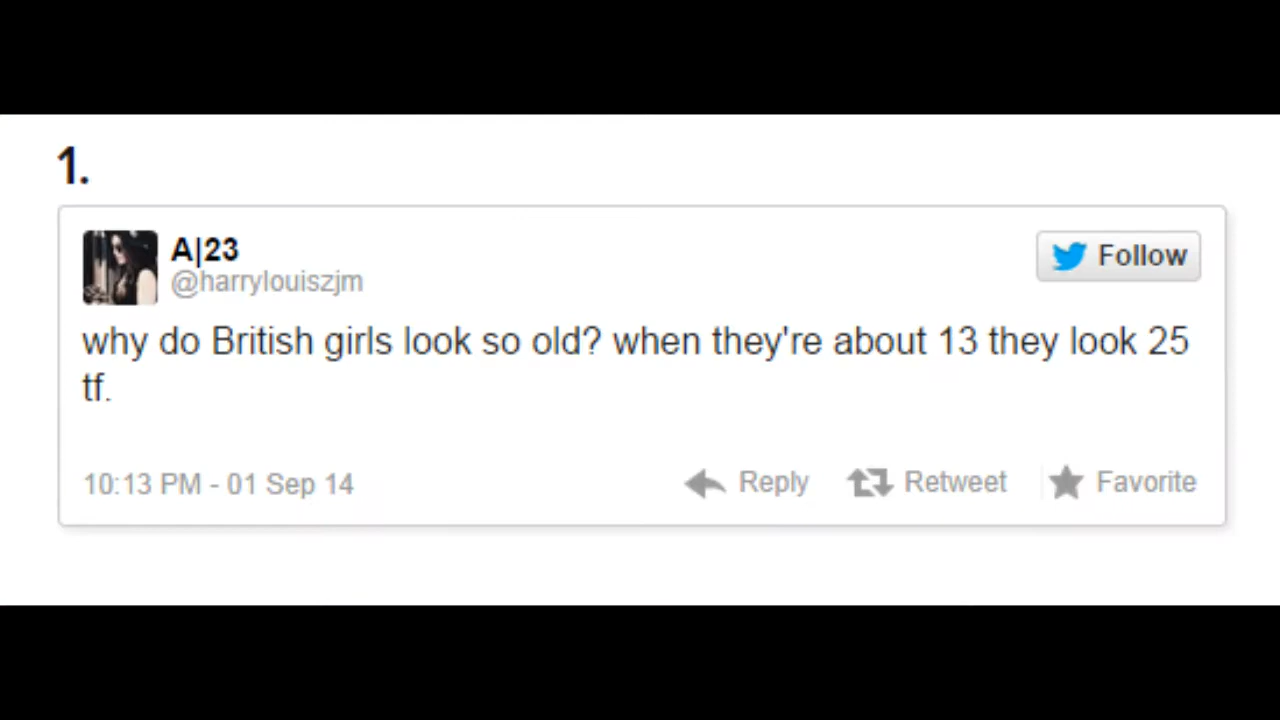 1.
A|23
@harrylouiszjm
Follow
why do British girls look so old? when they're about 13 they look 25
tf.
10:13 PM - 01 Sep 14 Reply Retweet Favorite